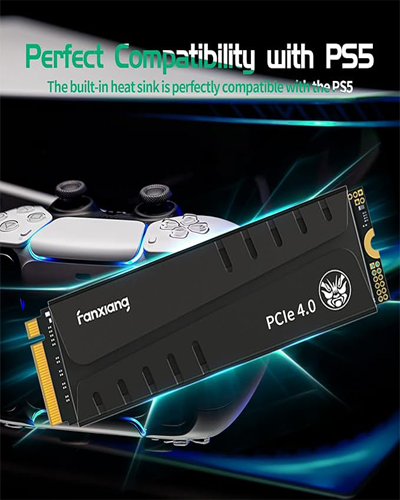 Perfect Compatibility with PS5
The built-in heat sink is perfectly compatible with the PS5
fanxiang
PCIe 4.0